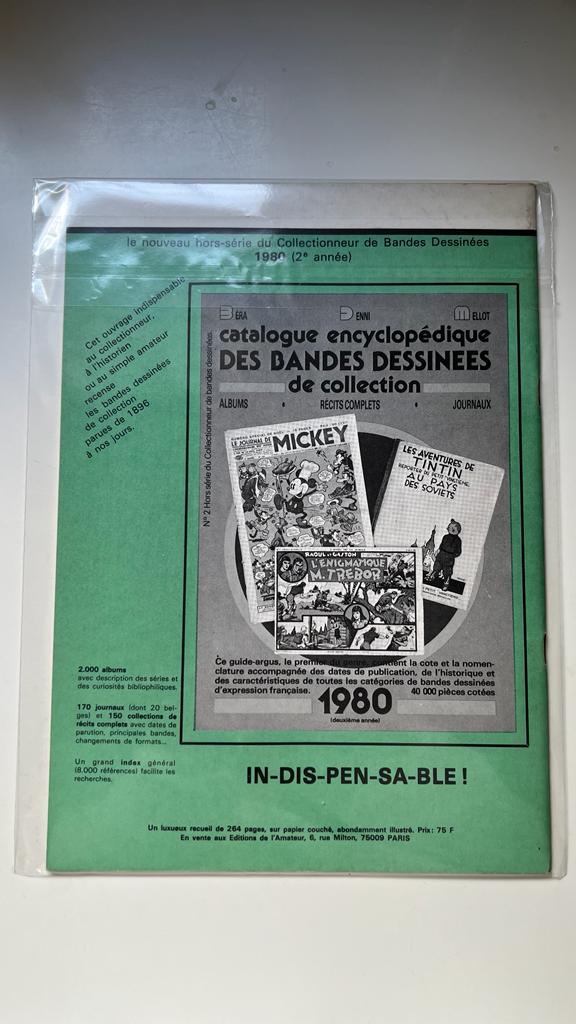 le nouveau hors-série du Collectionneur de Bandes Dessinées
1980 (2e année)
Cet ouvrage indispensable
au collectionneur,
à l'historien
ou au simple amateur
recense
les bandes dessinées
de collection
parues de 1896
à nos jours.
BÉRA DENNI MELLOT
catalogue encyclopédique
DES BANDES DESSINEES
de collection
ALBUMS • RÉCITS COMPLETS • JOURNAUX
N° 2 Hors série du Collectionneur de bandes dessinées.
LE JOURNAL DE
MICKEY
LES AVENTURES DE
TINTIN
REPORTER DU PETIT VINGTIÈME
AU PAYS
DES SOVIETS
RAOUL ET GASTON
L'ENIGMATIQUE
M. TREBOR
Ce guide-argus, le premier du genre, contient la cote et la nomen-
clature accompagnée des dates de publication, de l'historique et
des caractéristiques de toutes les catégories de bandes dessinées
d'expression française. 40 000 pièces cotées
1980
(deuxième année)
2.000 albums
avec description des séries et
des curiosités bibliophiliques.
170 journaux (dont 20 bel-
ges) et 150 collections de
récits complets avec dates de
parution, principales bandes,
changements de formats...
Un grand index général
(8.000 références) facilite les
recherches.
IN-DIS-PEN-SA-BLE !
Un luxueux recueil de 264 pages, sur papier couché, abondamment illustré. Prix : 75 F
En vente aux Editions de l'Amateur, 6, rue Milton, 75009 PARIS